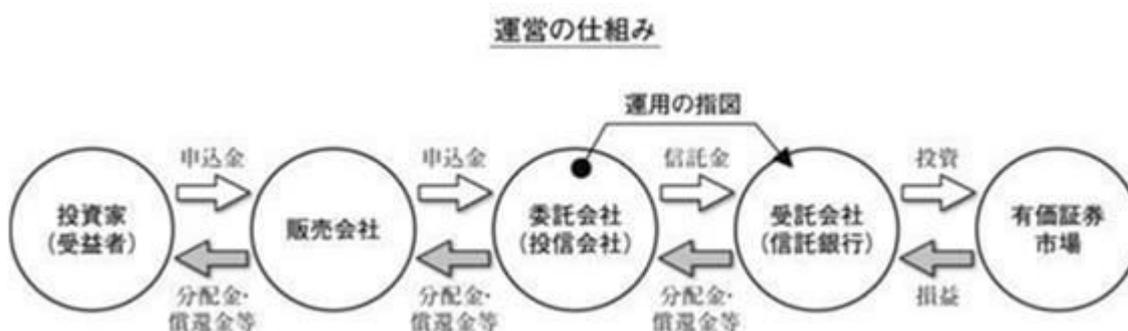 運営の仕組み
運用の指図
申込金
申込金
信託金
投資
投資家
(受益者)
販売会社
委託会社
(投信会社)
受託会社
(信託銀行)
有価証券
市場
分配金・
償還金等
分配金・
償還金等
分配金・
償還金等
損益